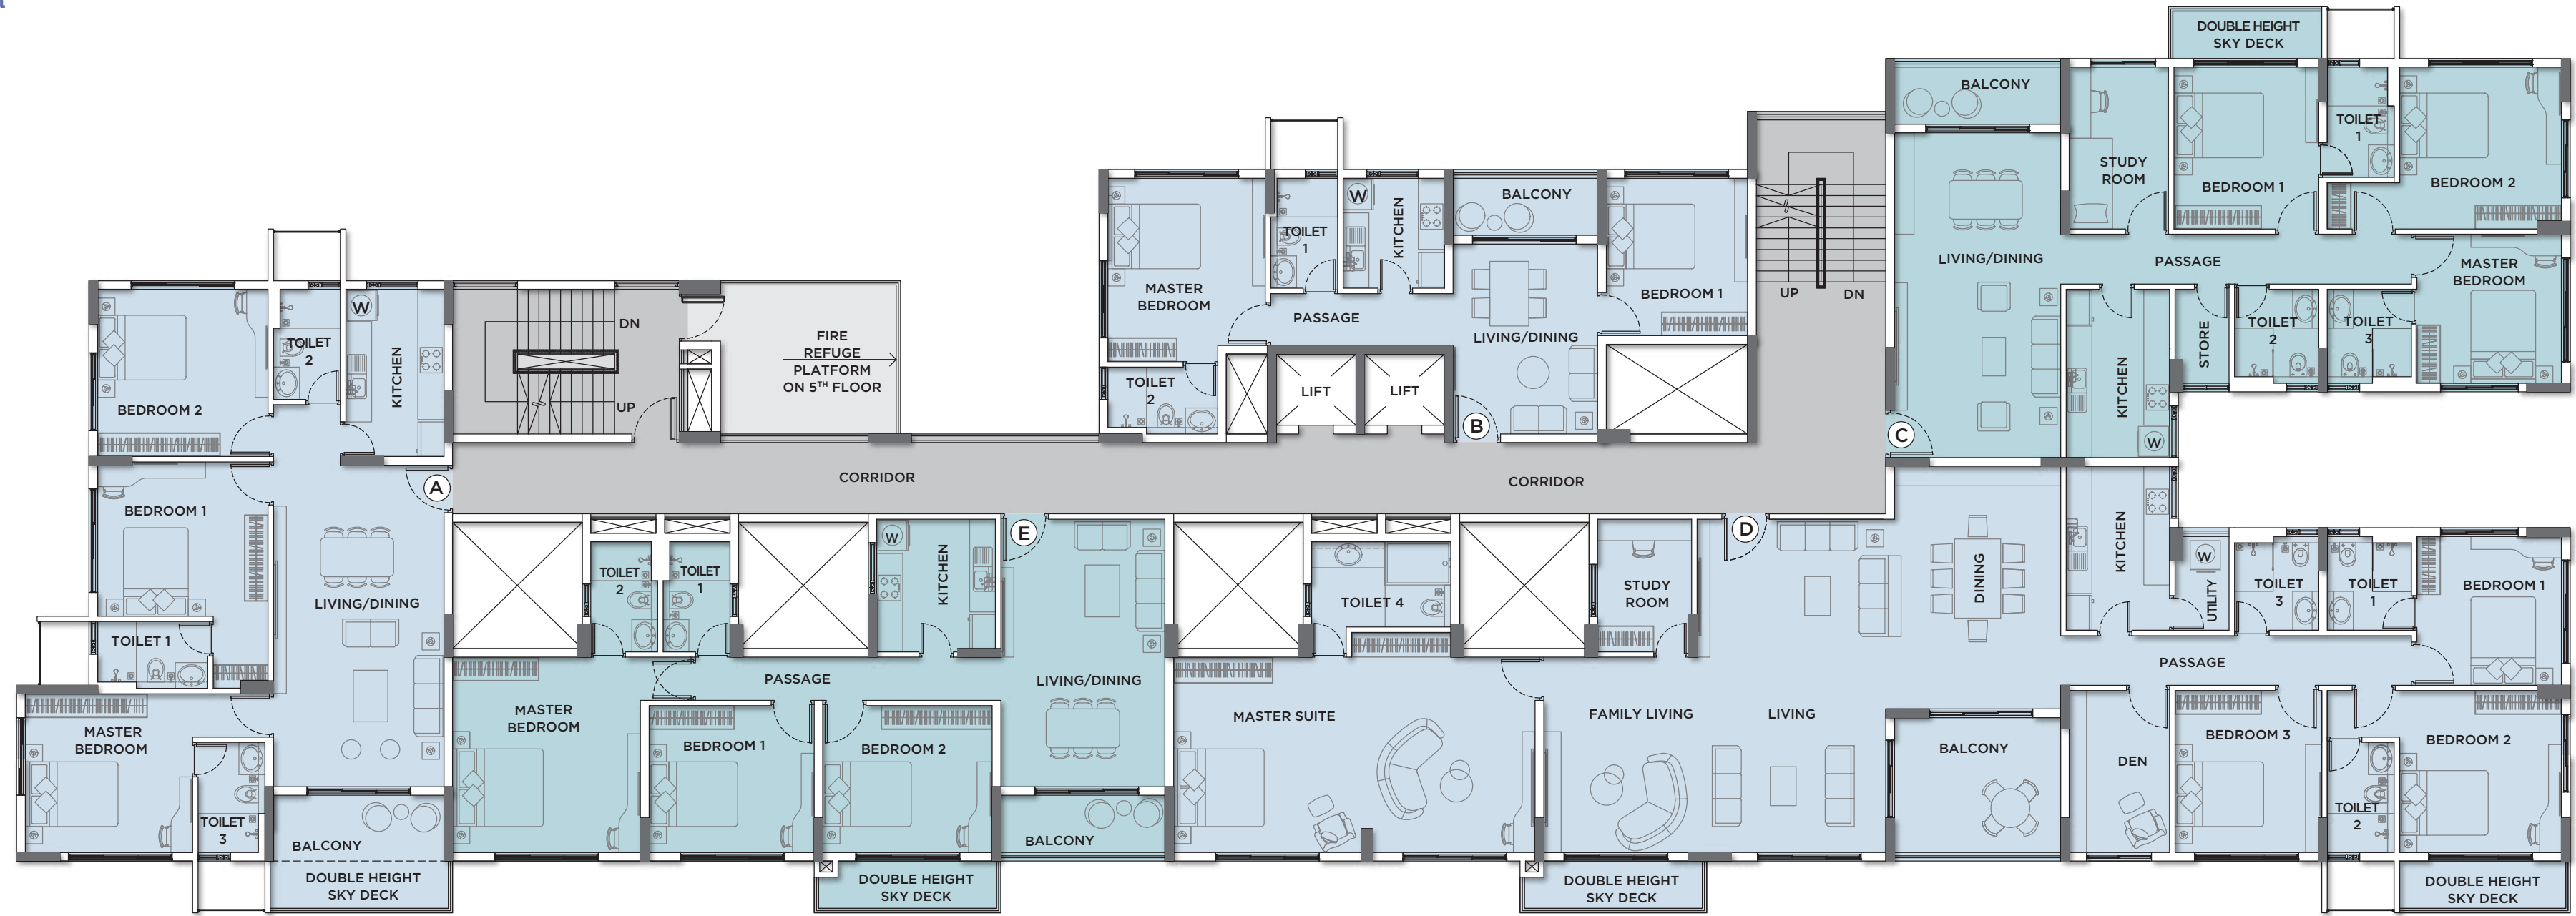 DOUBLE HEIGHT
SKY DECK
BALCONY
STUDY
ROOM
BEDROOM 1
TOILET
1
BEDROOM 2
LIVING/DINING
PASSAGE
MASTER
BEDROOM
STORE
TOILET
2
TOILET
3
KITCHEN
W
C
UP
DN
MASTER
BEDROOM
TOILET
1
W
KITCHEN
BALCONY
BEDROOM 1
PASSAGE
LIVING/DINING
TOILET
2
LIFT
LIFT
B
BEDROOM 2
TOILET
2
W
KITCHEN
DN
UP
FIRE
REFUGE
PLATFORM
ON 5TH FLOOR
CORRIDOR
CORRIDOR
A
BEDROOM 1
LIVING/DINING
TOILET 1
MASTER
BEDROOM
TOILET
3
BALCONY
DOUBLE HEIGHT
SKY DECK
TOILET
2
TOILET
1
W
KITCHEN
E
PASSAGE
LIVING/DINING
MASTER
BEDROOM
BEDROOM 1
BEDROOM 2
BALCONY
DOUBLE HEIGHT
SKY DECK
TOILET 4
STUDY
ROOM
D
MASTER SUITE
FAMILY LIVING
LIVING
DINING
DOUBLE HEIGHT
SKY DECK
KITCHEN
W
UTILITY
TOILET
3
TOILET
1
BEDROOM 1
PASSAGE
BALCONY
DEN
BEDROOM 3
TOILET
2
BEDROOM 2
DOUBLE HEIGHT
SKY DECK